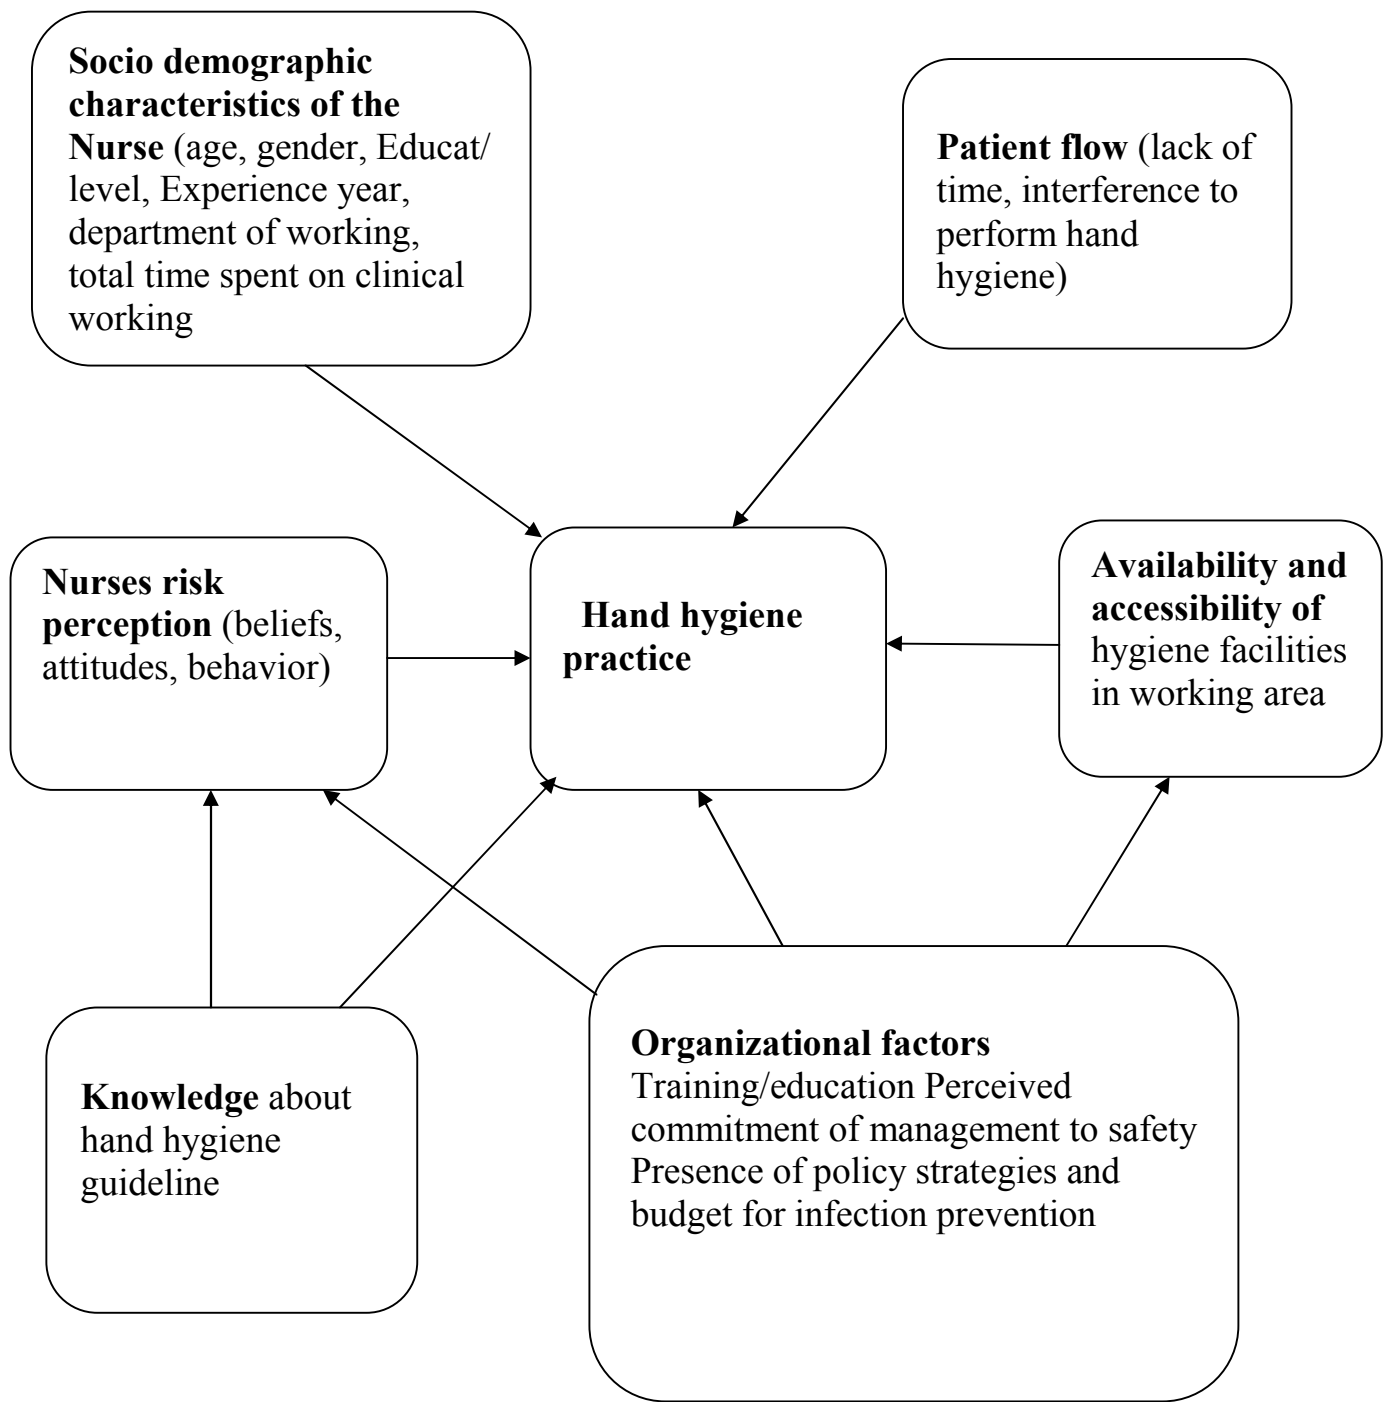 Socio demographic
characteristics of the
Nurse (age, gender, Educat/
level, Experience year,
department of working,
total time spent on clinical
working
Patient flow (lack of
time, interference to
perform hand
hygiene)
Nurses risk
perception (beliefs,
attitudes, behavior)
Hand hygiene
practice
Availability and
accessibility of
hygiene facilities
in working area
Knowledge about
hand hygiene
guideline
Organizational factors
Training/education Perceived
commitment of management to safety
Presence of policy strategies and
budget for infection prevention